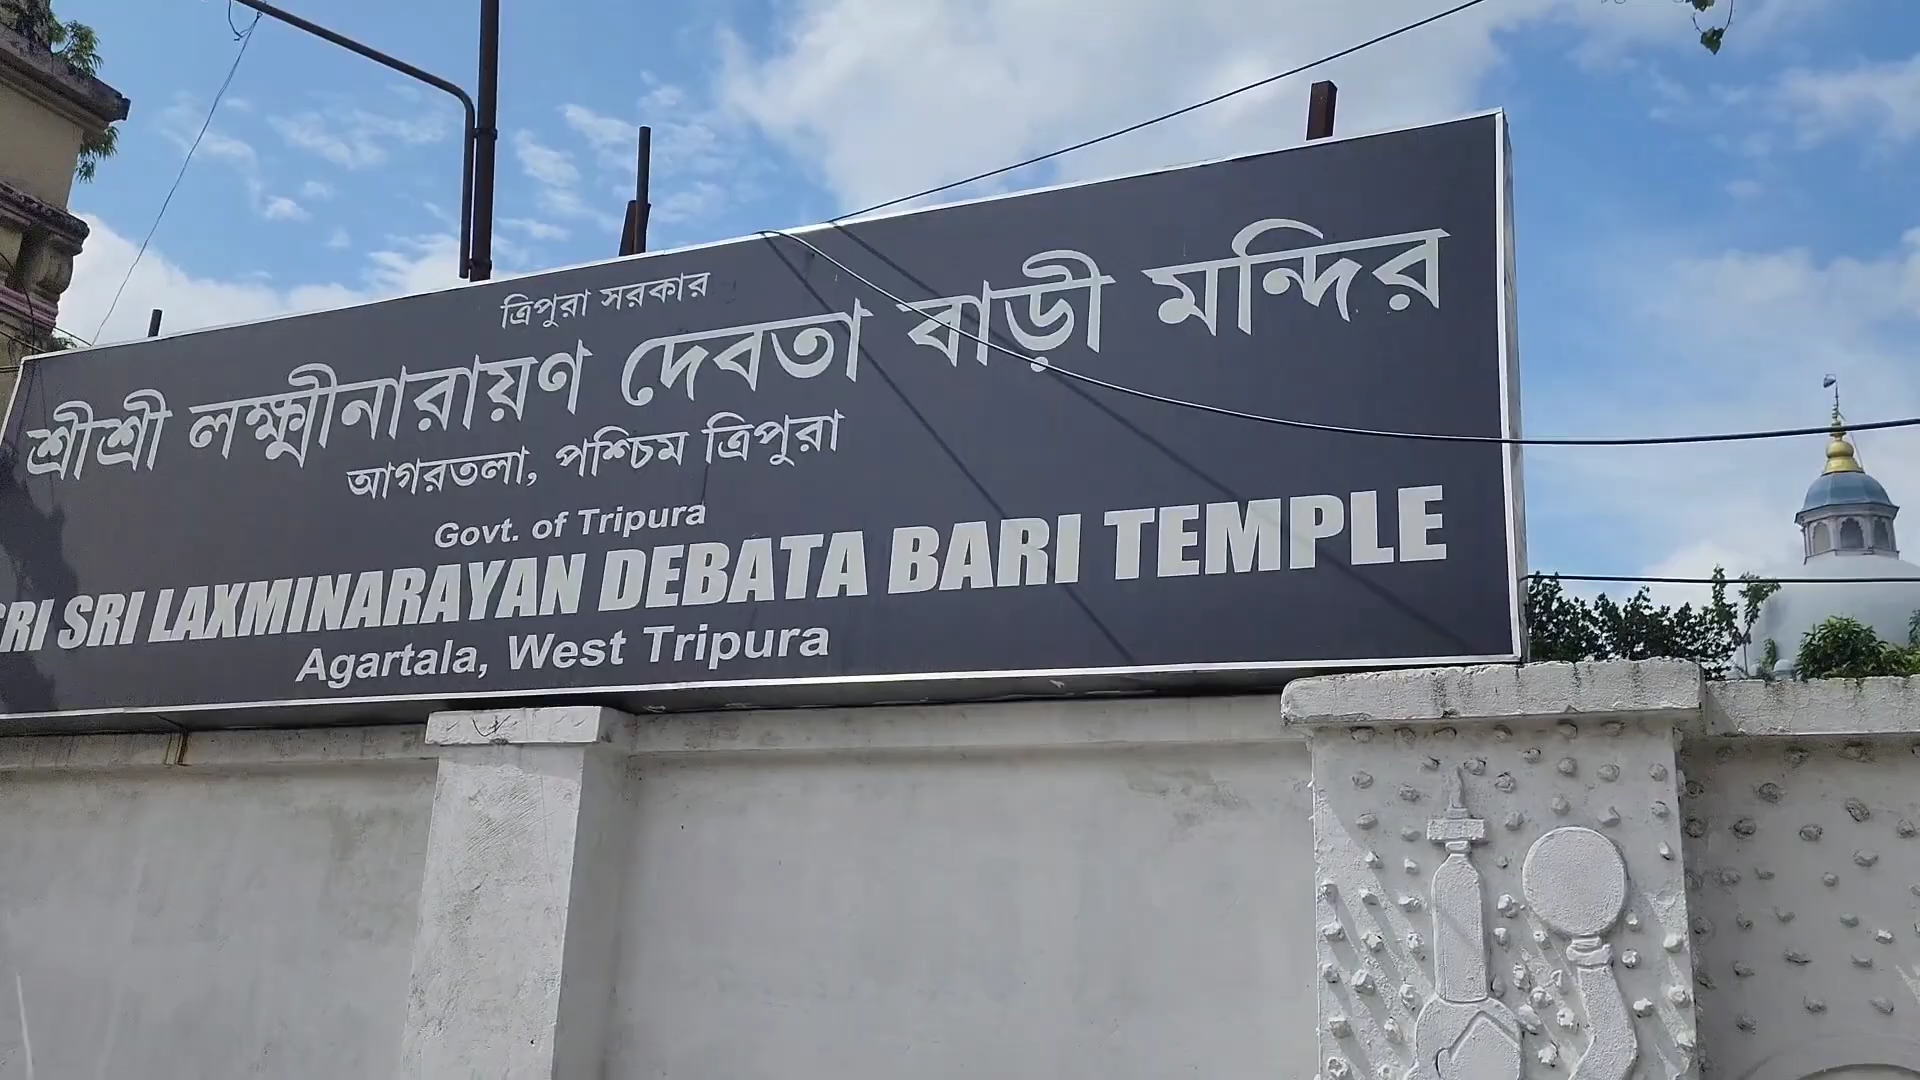 ত্রিপুরা সরকার
শ্রীশ্রী লক্ষ্মীনারায়ণ দেবতা বাড়ী মন্দির
আগরতলা, পশ্চিম ত্রিপুরা
Govt. of Tripura
SRI SRI LAXMINARAYAN DEBATA BARI TEMPLE
Agartala, West Tripura